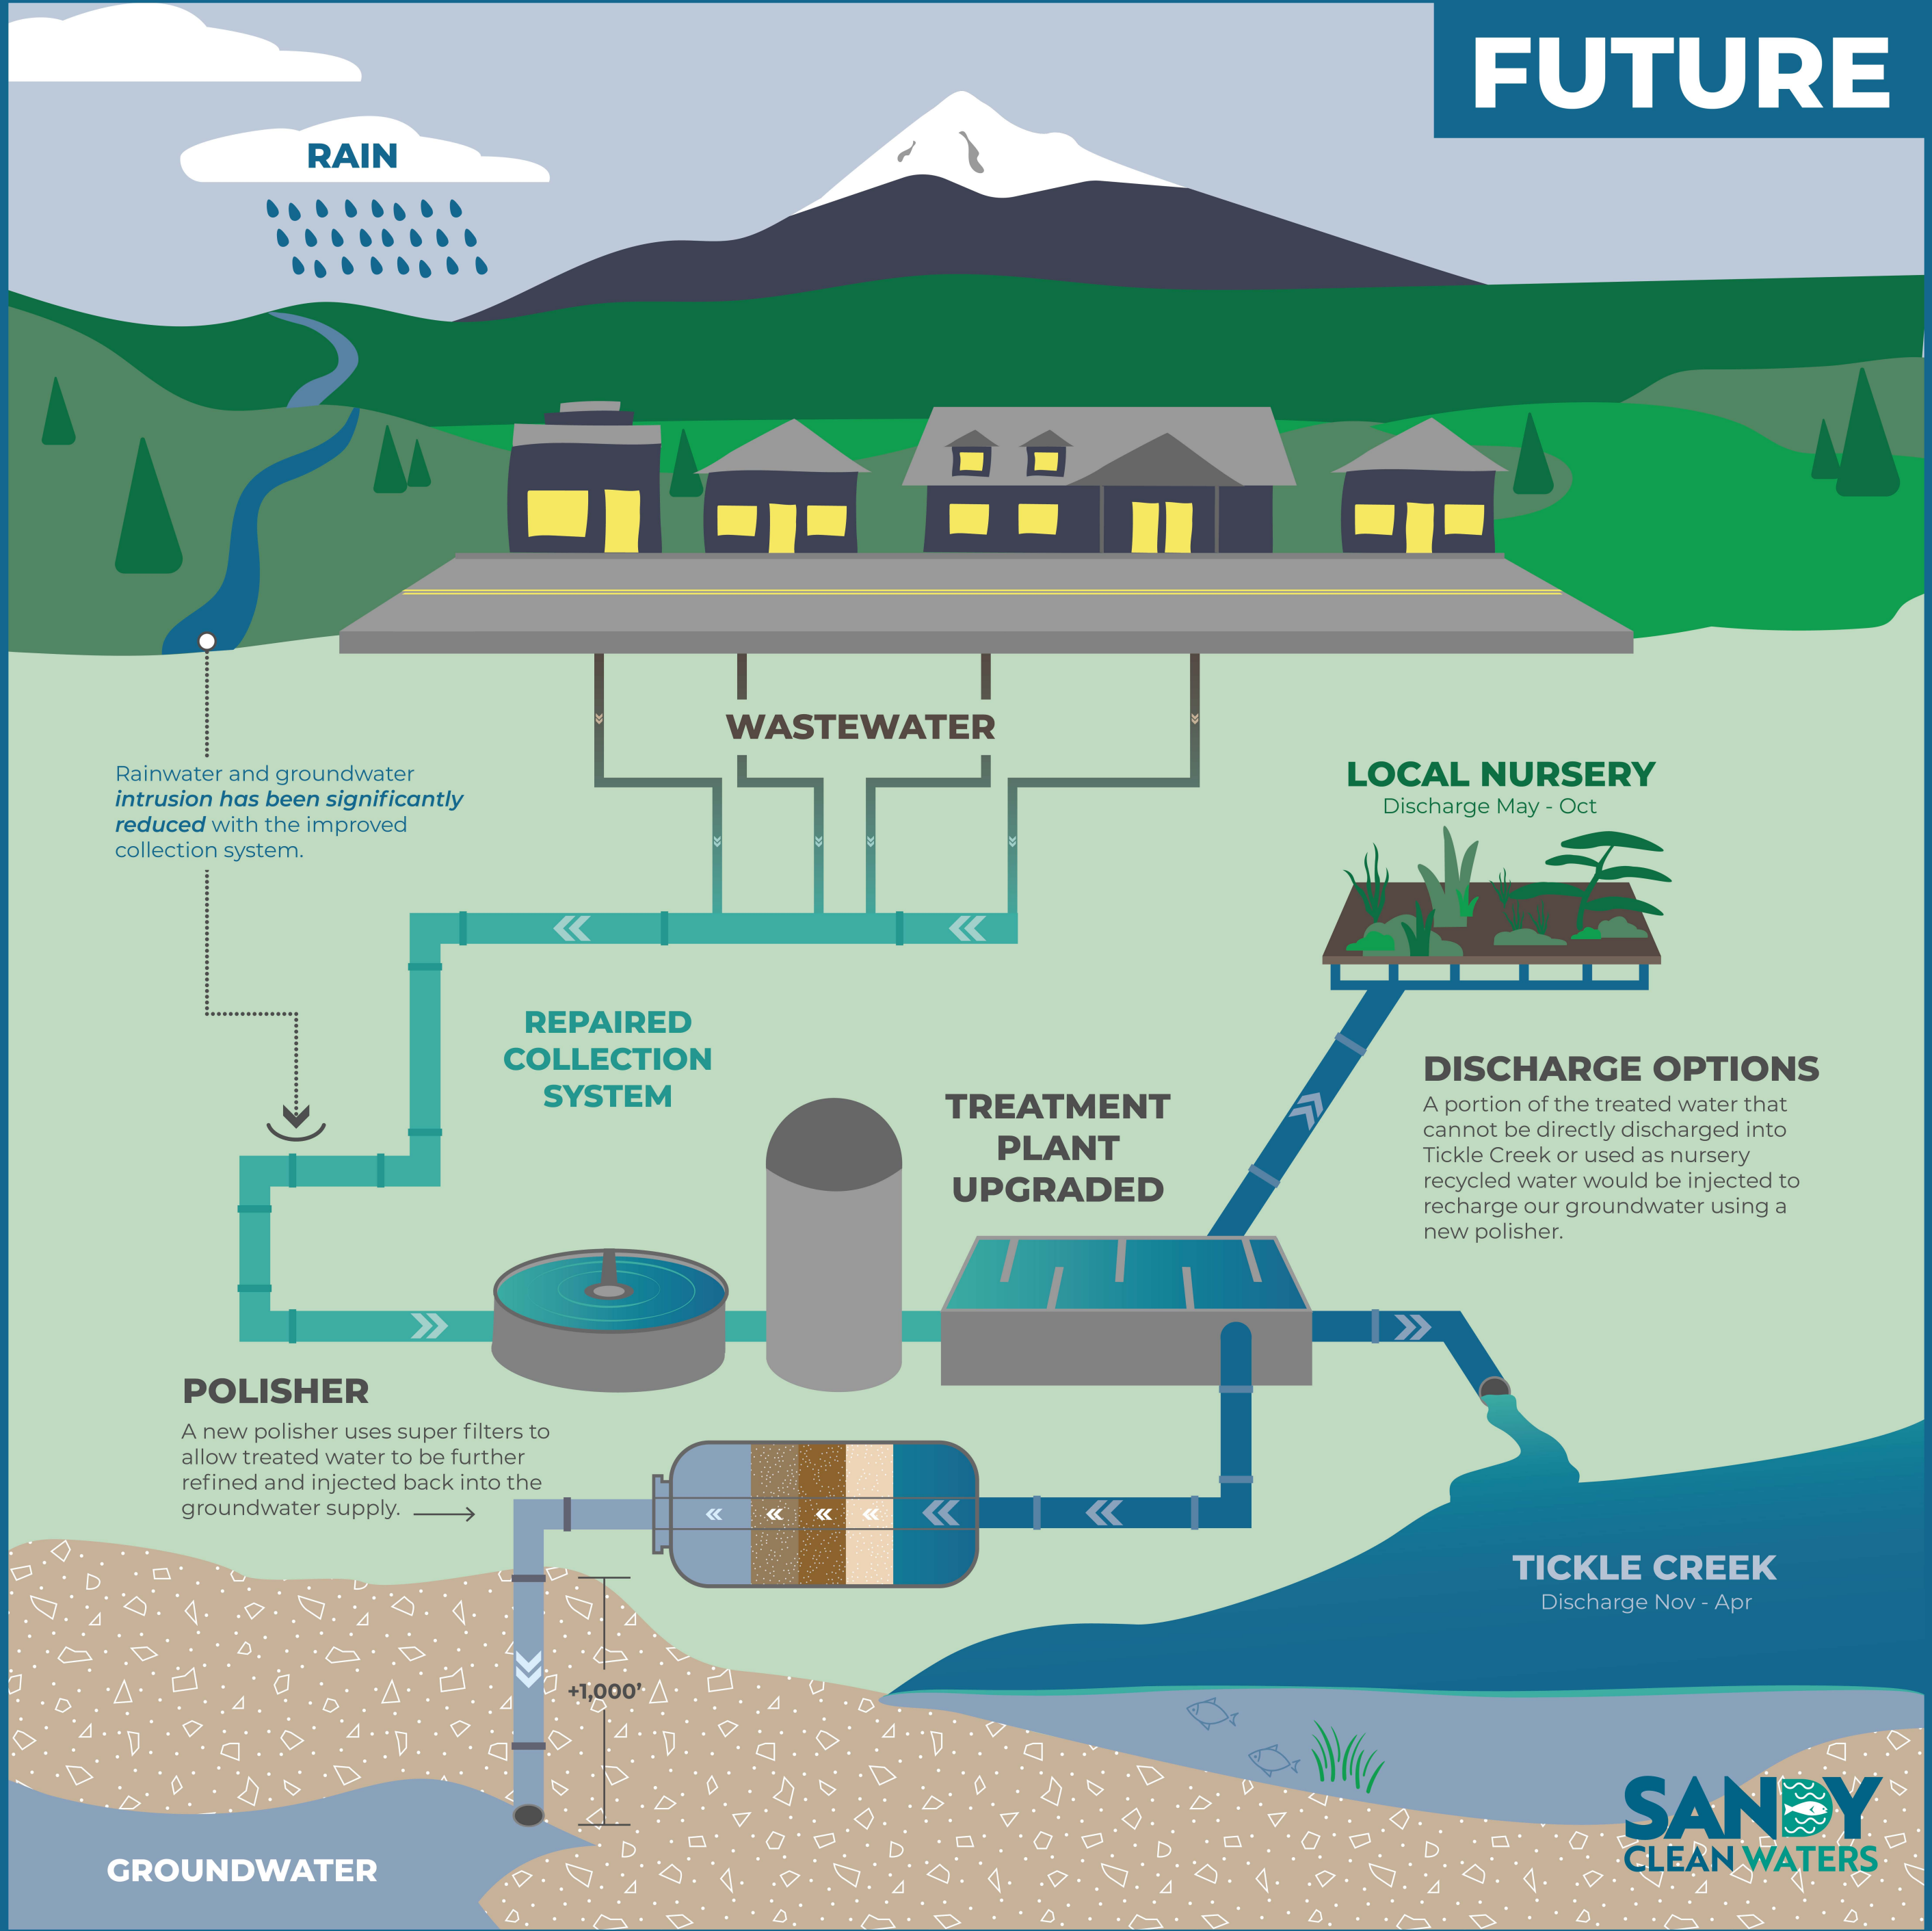 FUTURE
RAIN
WASTEWATER
Rainwater and groundwater
intrusion has been significantly
reduced with the improved
collection system.
LOCAL NURSERY
Discharge May - Oct
REPAIRED
COLLECTION
SYSTEM
TREATMENT
PLANT
UPGRADED
DISCHARGE OPTIONS
A portion of the treated water that
cannot be directly discharged into
Tickle Creek or used as nursery
recycled water would be injected to
recharge our groundwater using a
new polisher.
POLISHER
A new polisher uses super filters to
allow treated water to be further
refined and injected back into the
groundwater supply.
TICKLE CREEK
Discharge Nov - Apr
+1,000’
GROUNDWATER
SANDY
CLEAN WATERS